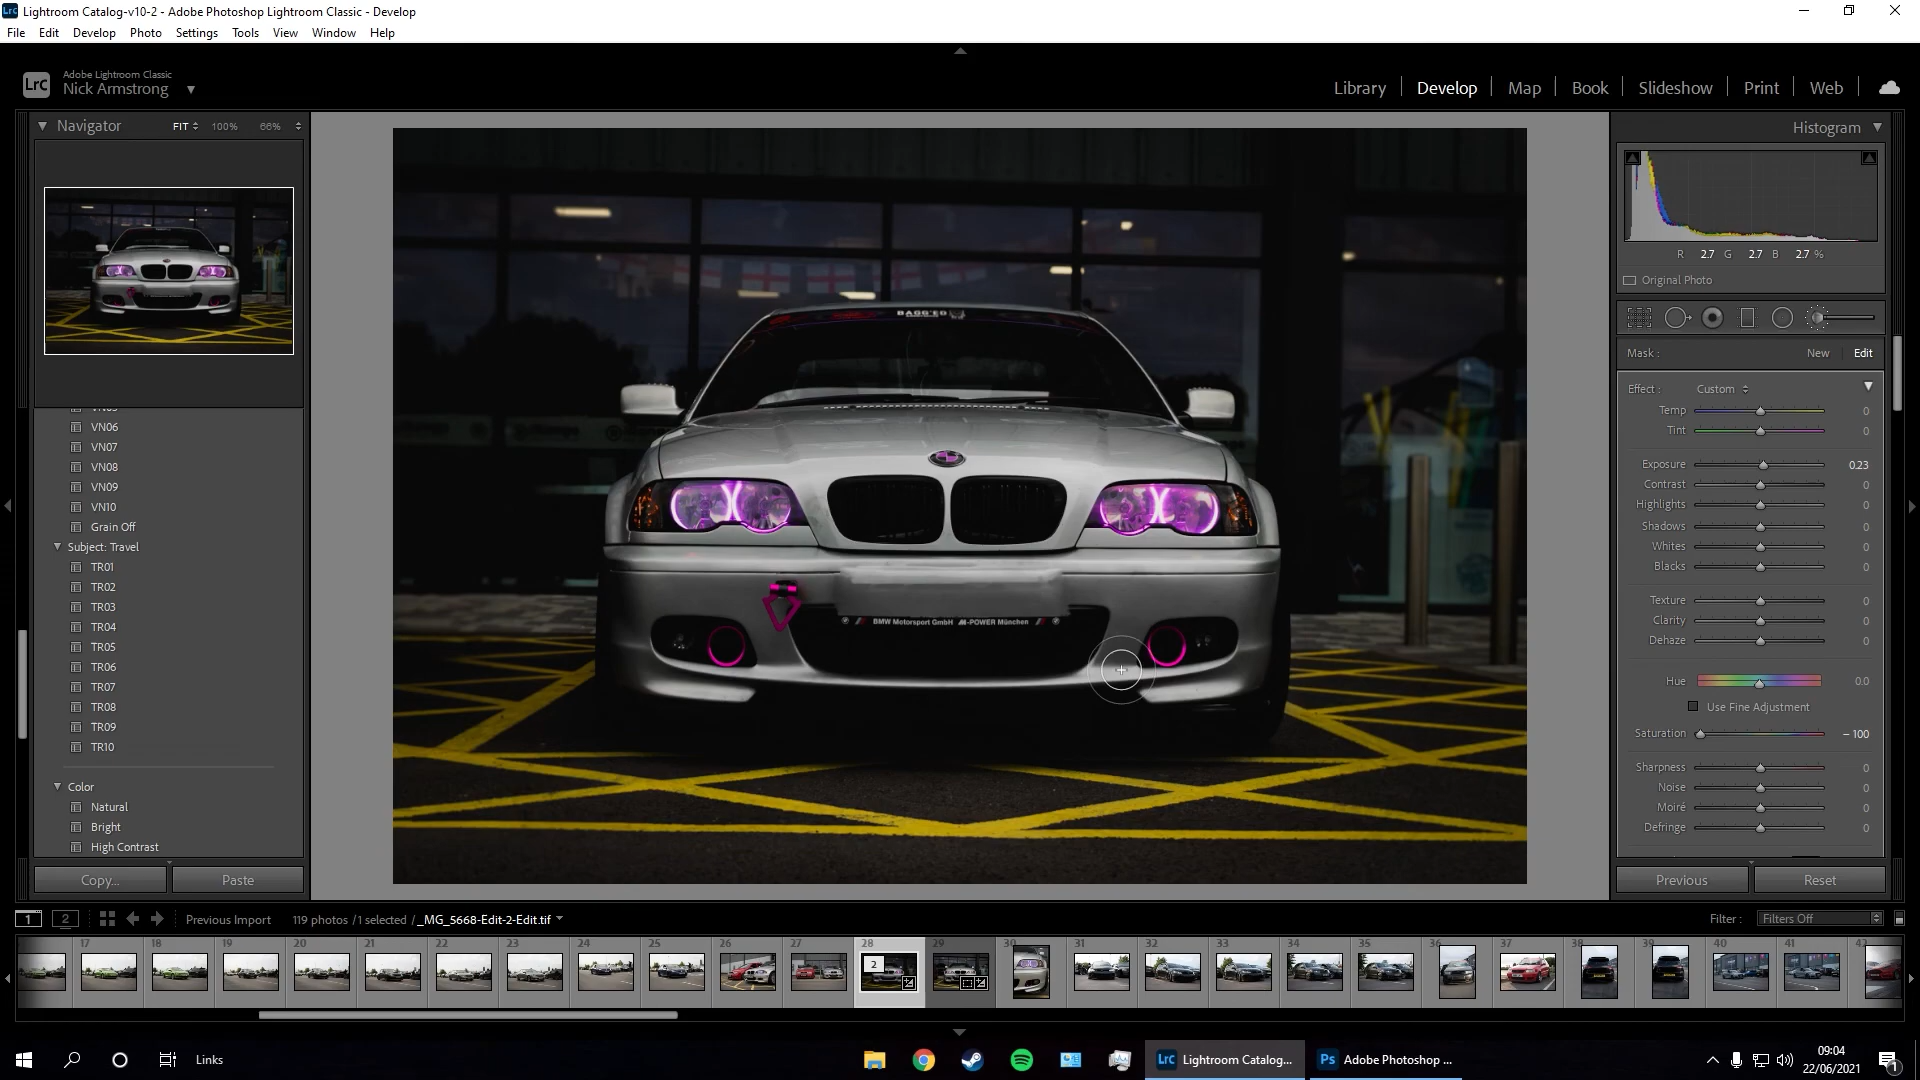 Lightroom Catalog-v10-2 - Adobe Photoshop Lightroom Classic - Develop
File Edit Develop Photo Settings Tools View Window Help
Lrc
Adobe Lightroom Classic
Nick Armstrong
Library Develop Map Book Slideshow Print Web
Navigator FIT 100% 66%
Histogram
R 2.7 G 2.7 B 2.7 %
Original Photo
Mask : New Edit
Effect : Custom
Temp 0
Tint 0
Exposure 0.23
Contrast 0
Highlights 0
Shadows 0
Whites 0
Blacks 0
Texture 0
Clarity 0
Dehaze 0
Hue 0.0
Use Fine Adjustment
Saturation – 100
Sharpness 0
Noise 0
Moiré 0
Defringe 0
Previous Reset
VN06
VN07
VN08
VN09
VN10
Grain Off
Subject: Travel
TR01
TR02
TR03
TR04
TR05
TR06
TR07
TR08
TR09
TR10
Color
Natural
Bright
High Contrast
Copy... Paste
BAGG'ED
BMW Motorsport GmbH M-POWER München
1 2 Previous Import 119 photos / 1 selected / _MG_5668-Edit-2-Edit.tif Filter : Filters Off
17 18 19 20 21 22 23 24 25 26 27 28 29 30 31 32 33 34 35 36 37 38 39 40 41 42
2
Links
Lrc Lightroom Catalog...
Ps Adobe Photoshop ...
09:04
22/06/2021
1